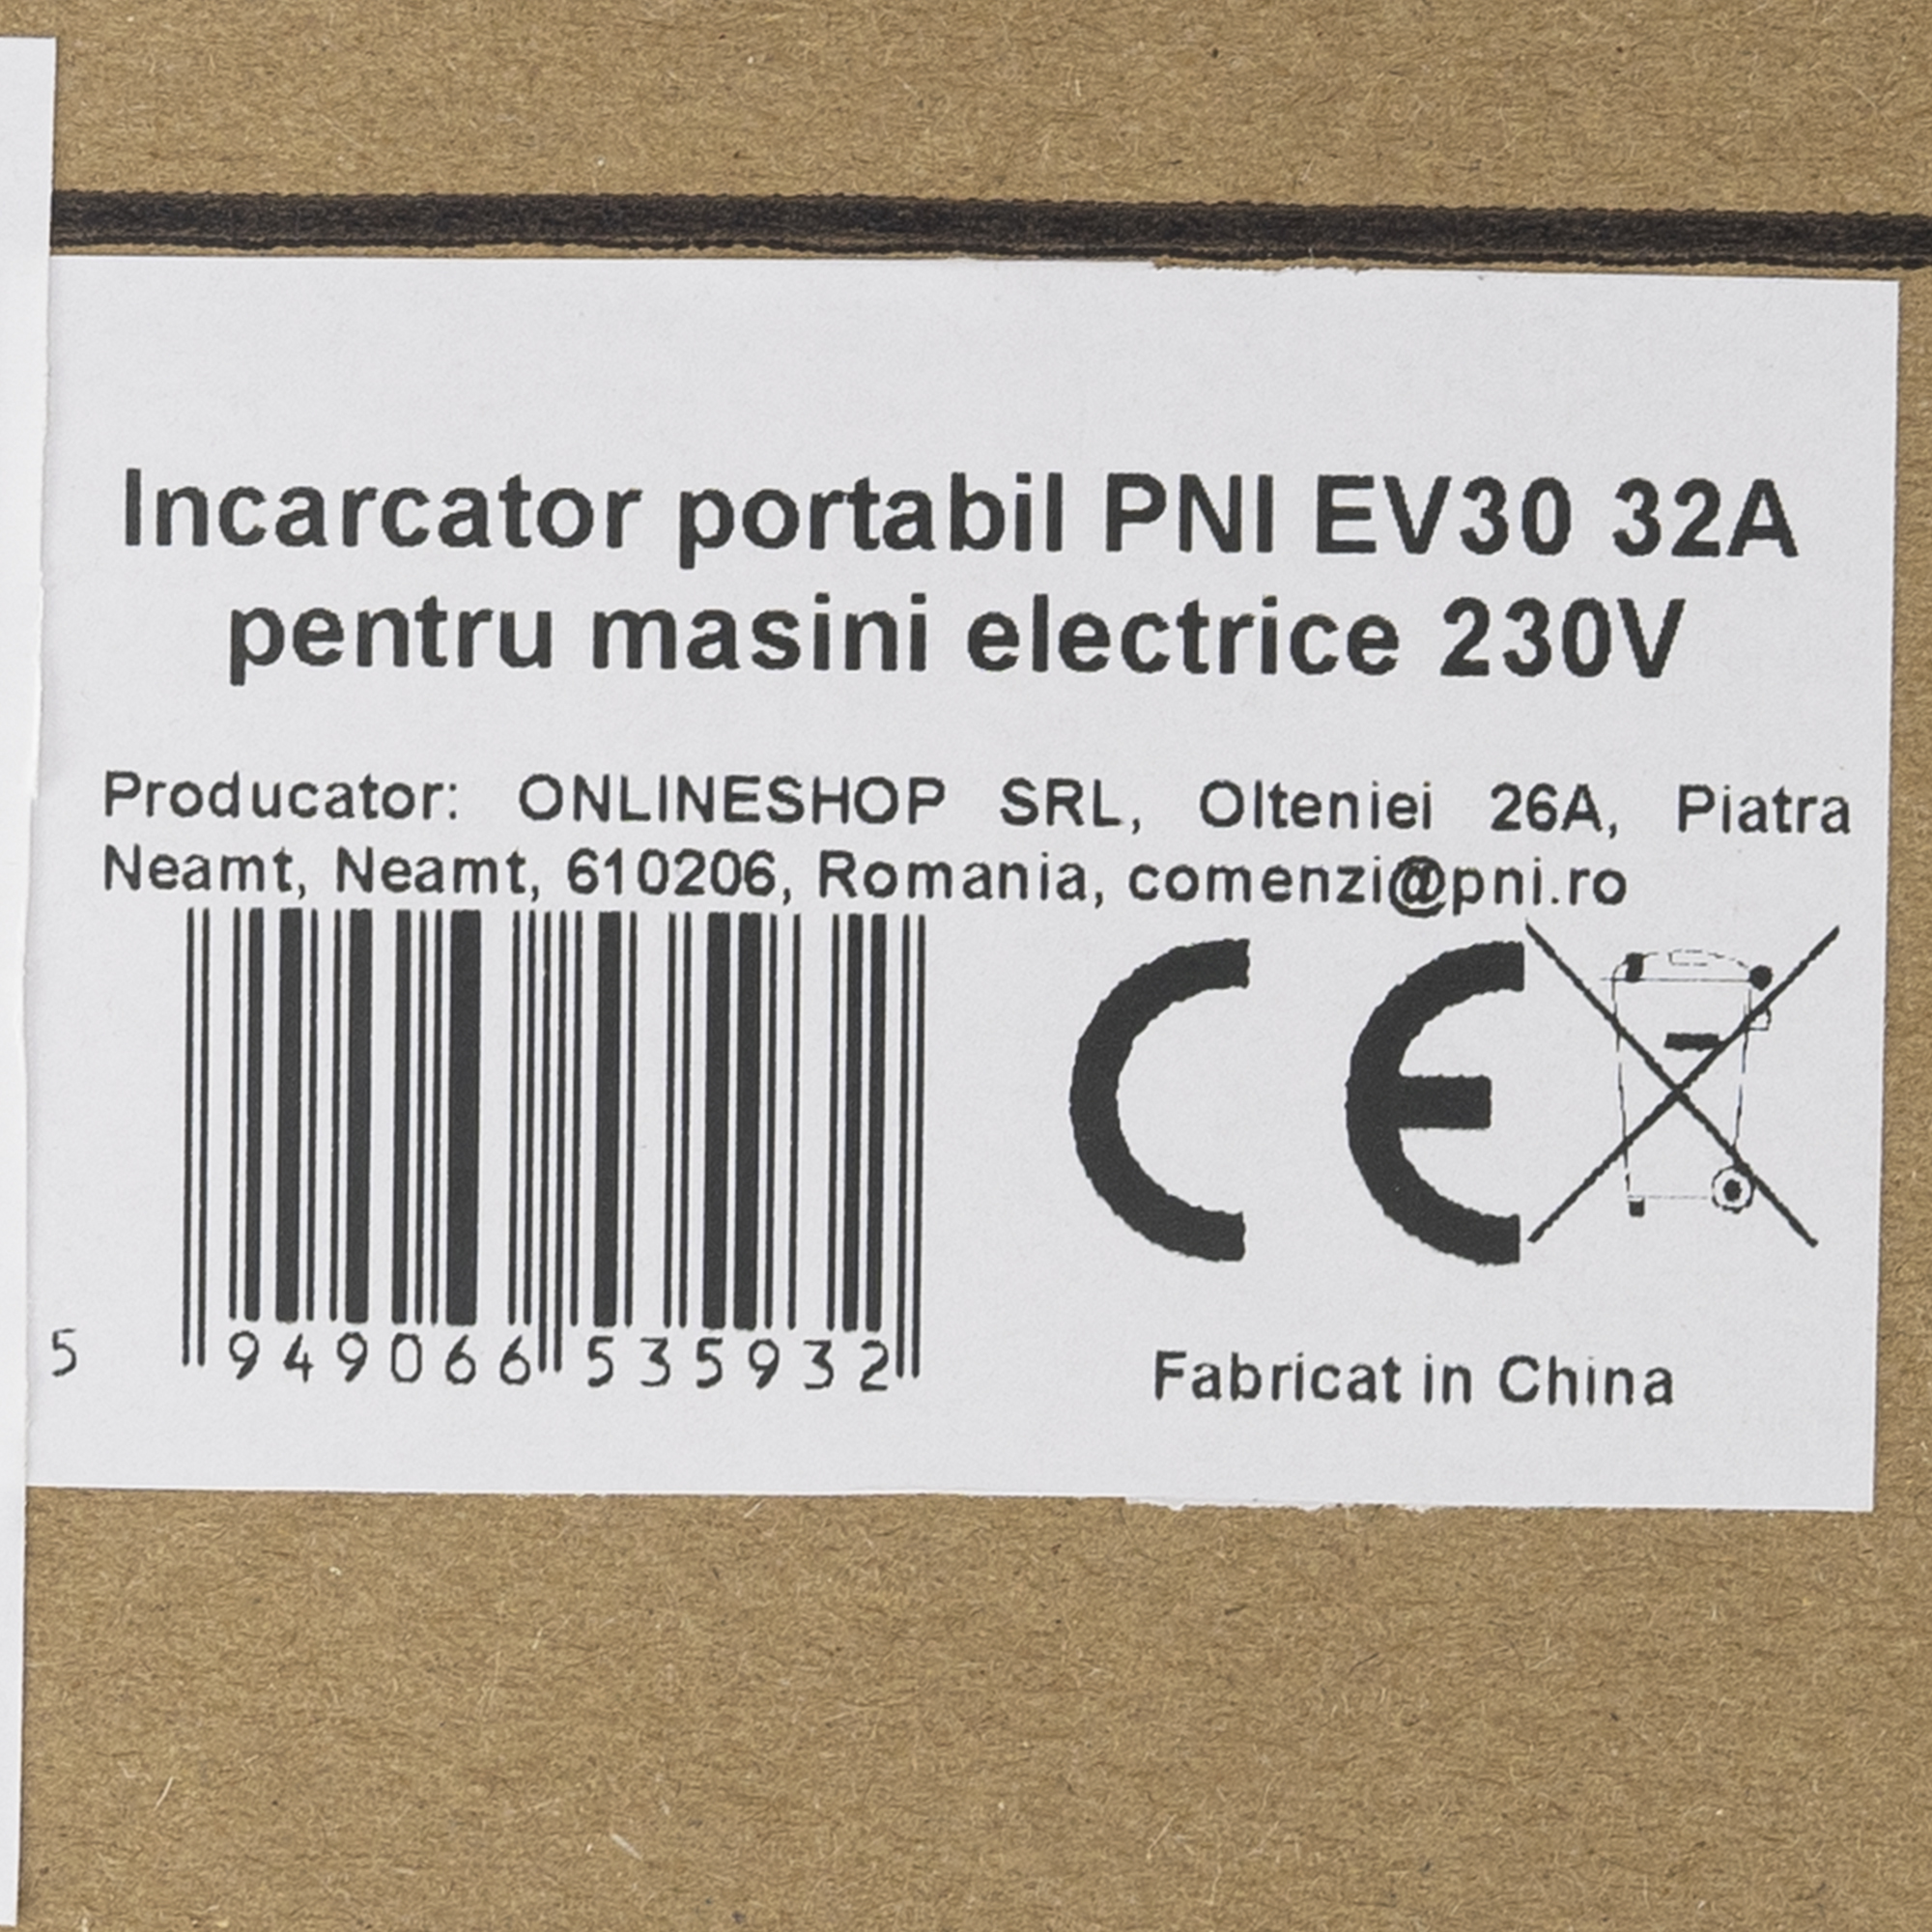 Incarcator portabil PNI EV30 32A
pentru masini electrice 230V
Producator: ONLINESHOP SRL, Olteniei 26A, Piatra
Neamt, Neamt, 610206, Romania, comenzi@pni.ro
CE
5 949066 535932
Fabricat in China